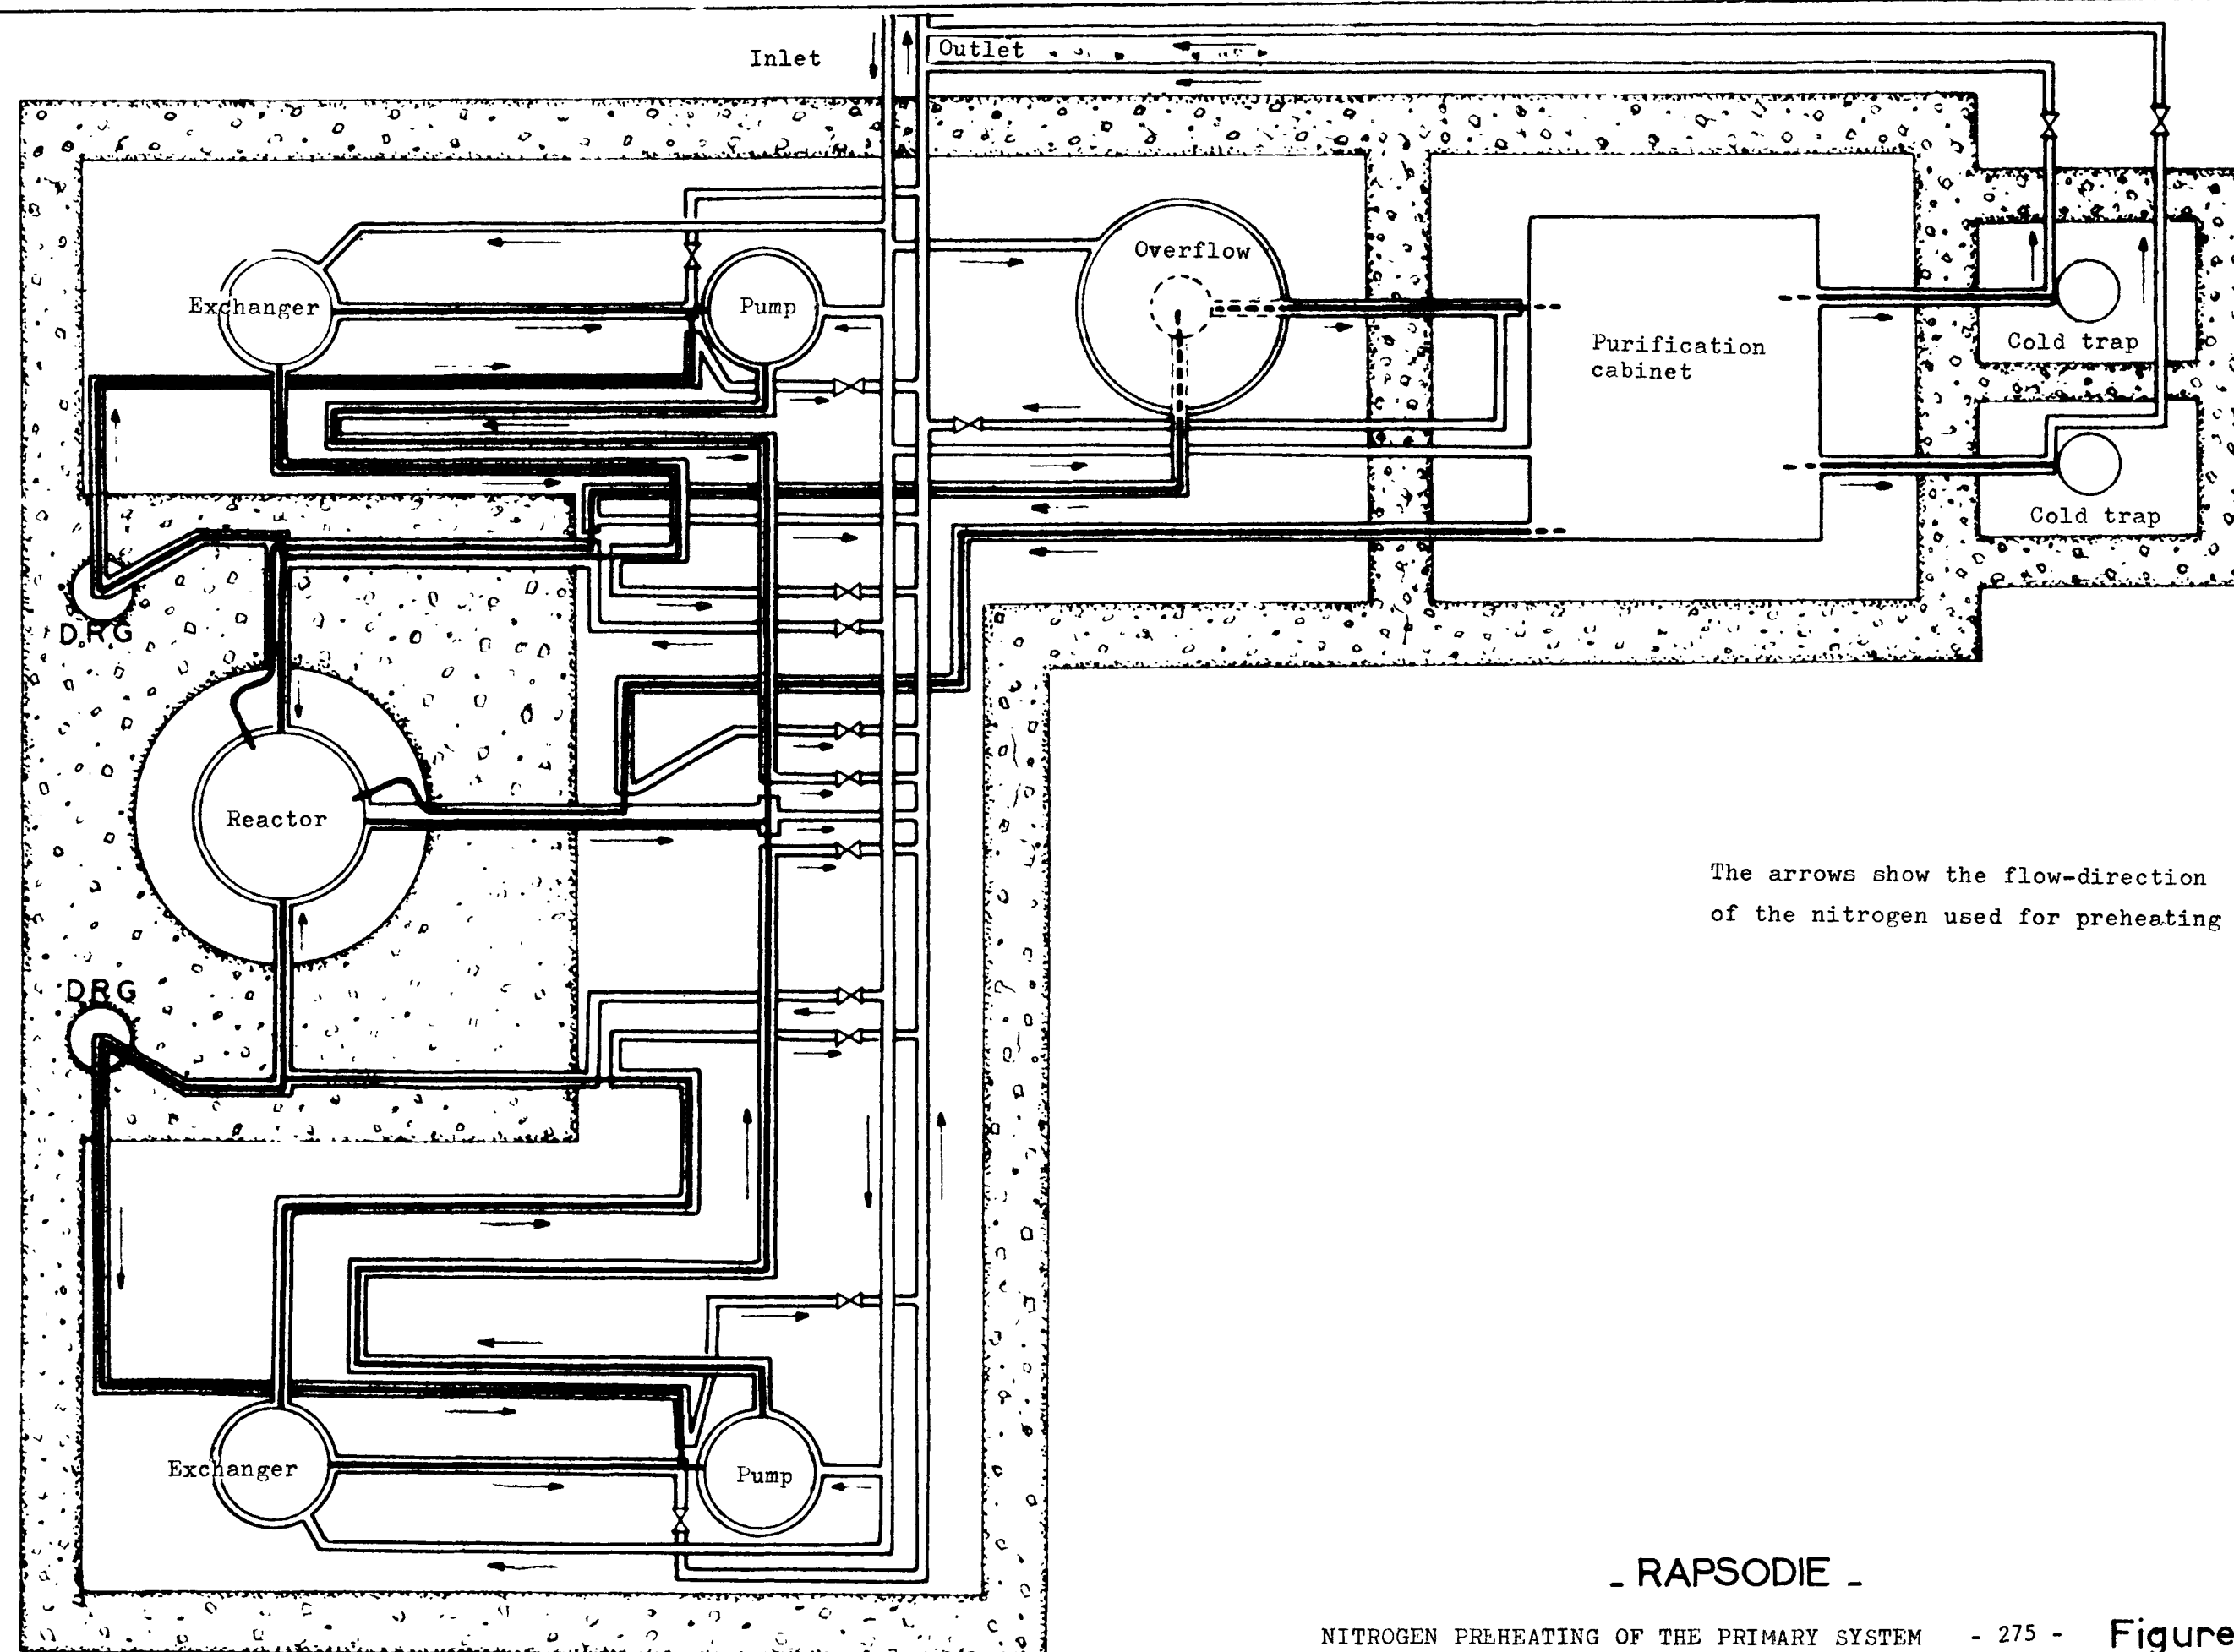 Inlet
Outlet
Exchanger
Pump
Overflow
Purification
cabinet
Cold trap
Cold trap
D.R.G
Reactor
The arrows show the flow-direction
of the nitrogen used for preheating
D.R.G
Exchanger
Pump
- RAPSODIE -
NITROGEN PREHEATING OF THE PRIMARY SYSTEM - 275 - Figure